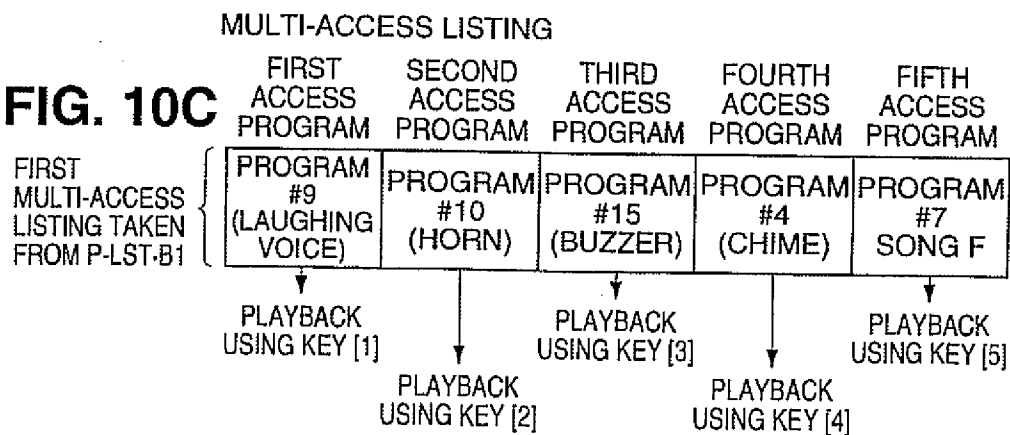 MULTI-ACCESS LISTING
FIG. 10C
FIRST ACCESS PROGRAM
SECOND ACCESS PROGRAM
THIRD ACCESS PROGRAM
FOURTH ACCESS PROGRAM
FIFTH ACCESS PROGRAM
FIRST
MULTI-ACCESS
LISTING TAKEN
FROM P-LST-B1
PROGRAM
#9
(LAUGHING
VOICE)
PROGRAM
#10
(HORN)
PROGRAM
#15
(BUZZER)
PROGRAM
#4
(CHIME)
PROGRAM
#7
SONG F
PLAYBACK
USING KEY [1]
PLAYBACK
USING KEY [2]
PLAYBACK
USING KEY [3]
PLAYBACK
USING KEY [4]
PLAYBACK
USING KEY [5]